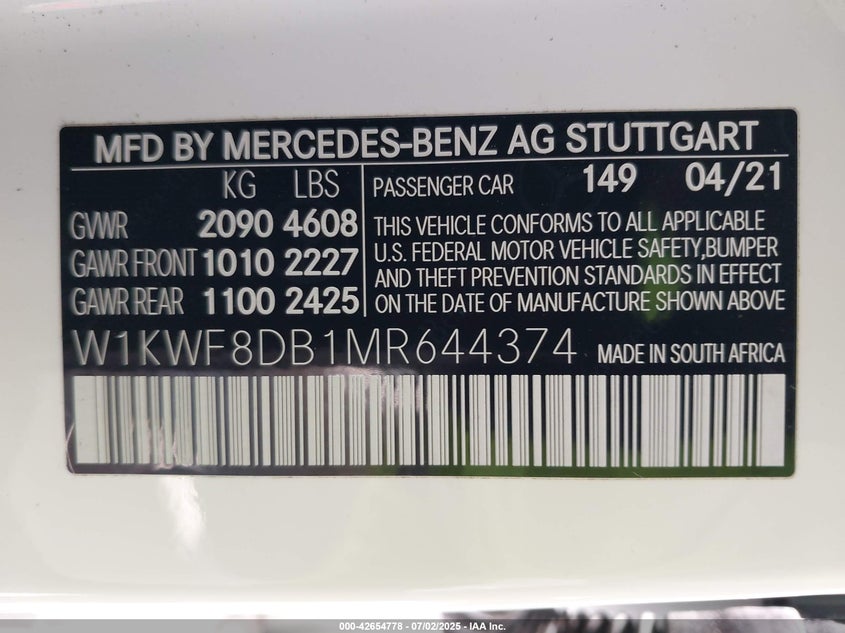 MFD BY MERCEDES-BENZ AG STUTTGART
KG LBS
GVWR 2090 4608
GAWR FRONT 1010 2227
GAWR REAR 1100 2425
PASSENGER CAR 149 04/21
THIS VEHICLE CONFORMS TO ALL APPLICABLE
U.S. FEDERAL MOTOR VEHICLE SAFETY,BUMPER
AND THEFT PREVENTION STANDARDS IN EFFECT
ON THE DATE OF MANUFACTURE SHOWN ABOVE
W1KWF8DB1MR644374 MADE IN SOUTH AFRICA
000-42654778 - 07/02/2025 - IAA Inc.